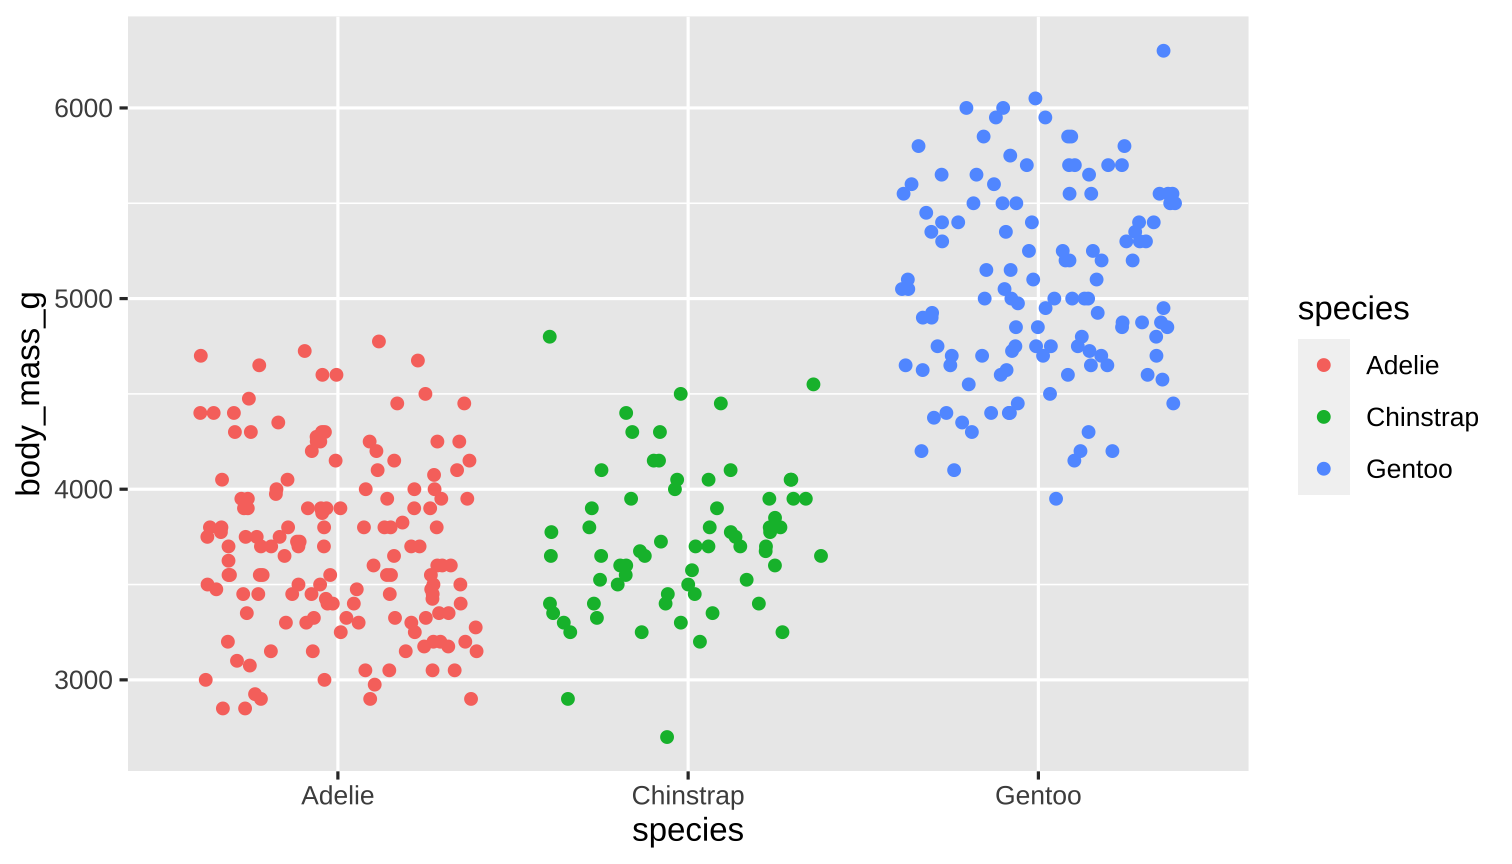 body_mass_g
6000
5000
4000
3000
Adelie
Chinstrap
Gentoo
species
species
Adelie
Chinstrap
Gentoo